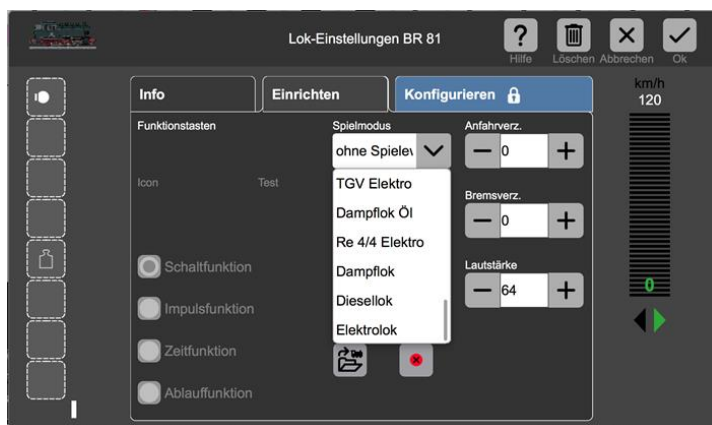 Lok-Einstellungen BR 81
?
Hilfe
Löschen
Abbrechen
Ok
Info
Einrichten
Konfigurieren
km/h
120
Funktionstasten
Spielmodus
Anfahrverz.
ohne Spielev
0
Icon
Test
TGV Elektro
Bremsverz.
Dampflok Öl
0
Re 4/4 Elektro
Schaltfunktion
Dampflok
Lautstärke
Diesellok
64
0
Impulsfunktion
Elektrolok
Zeitfunktion
Ablauffunktion